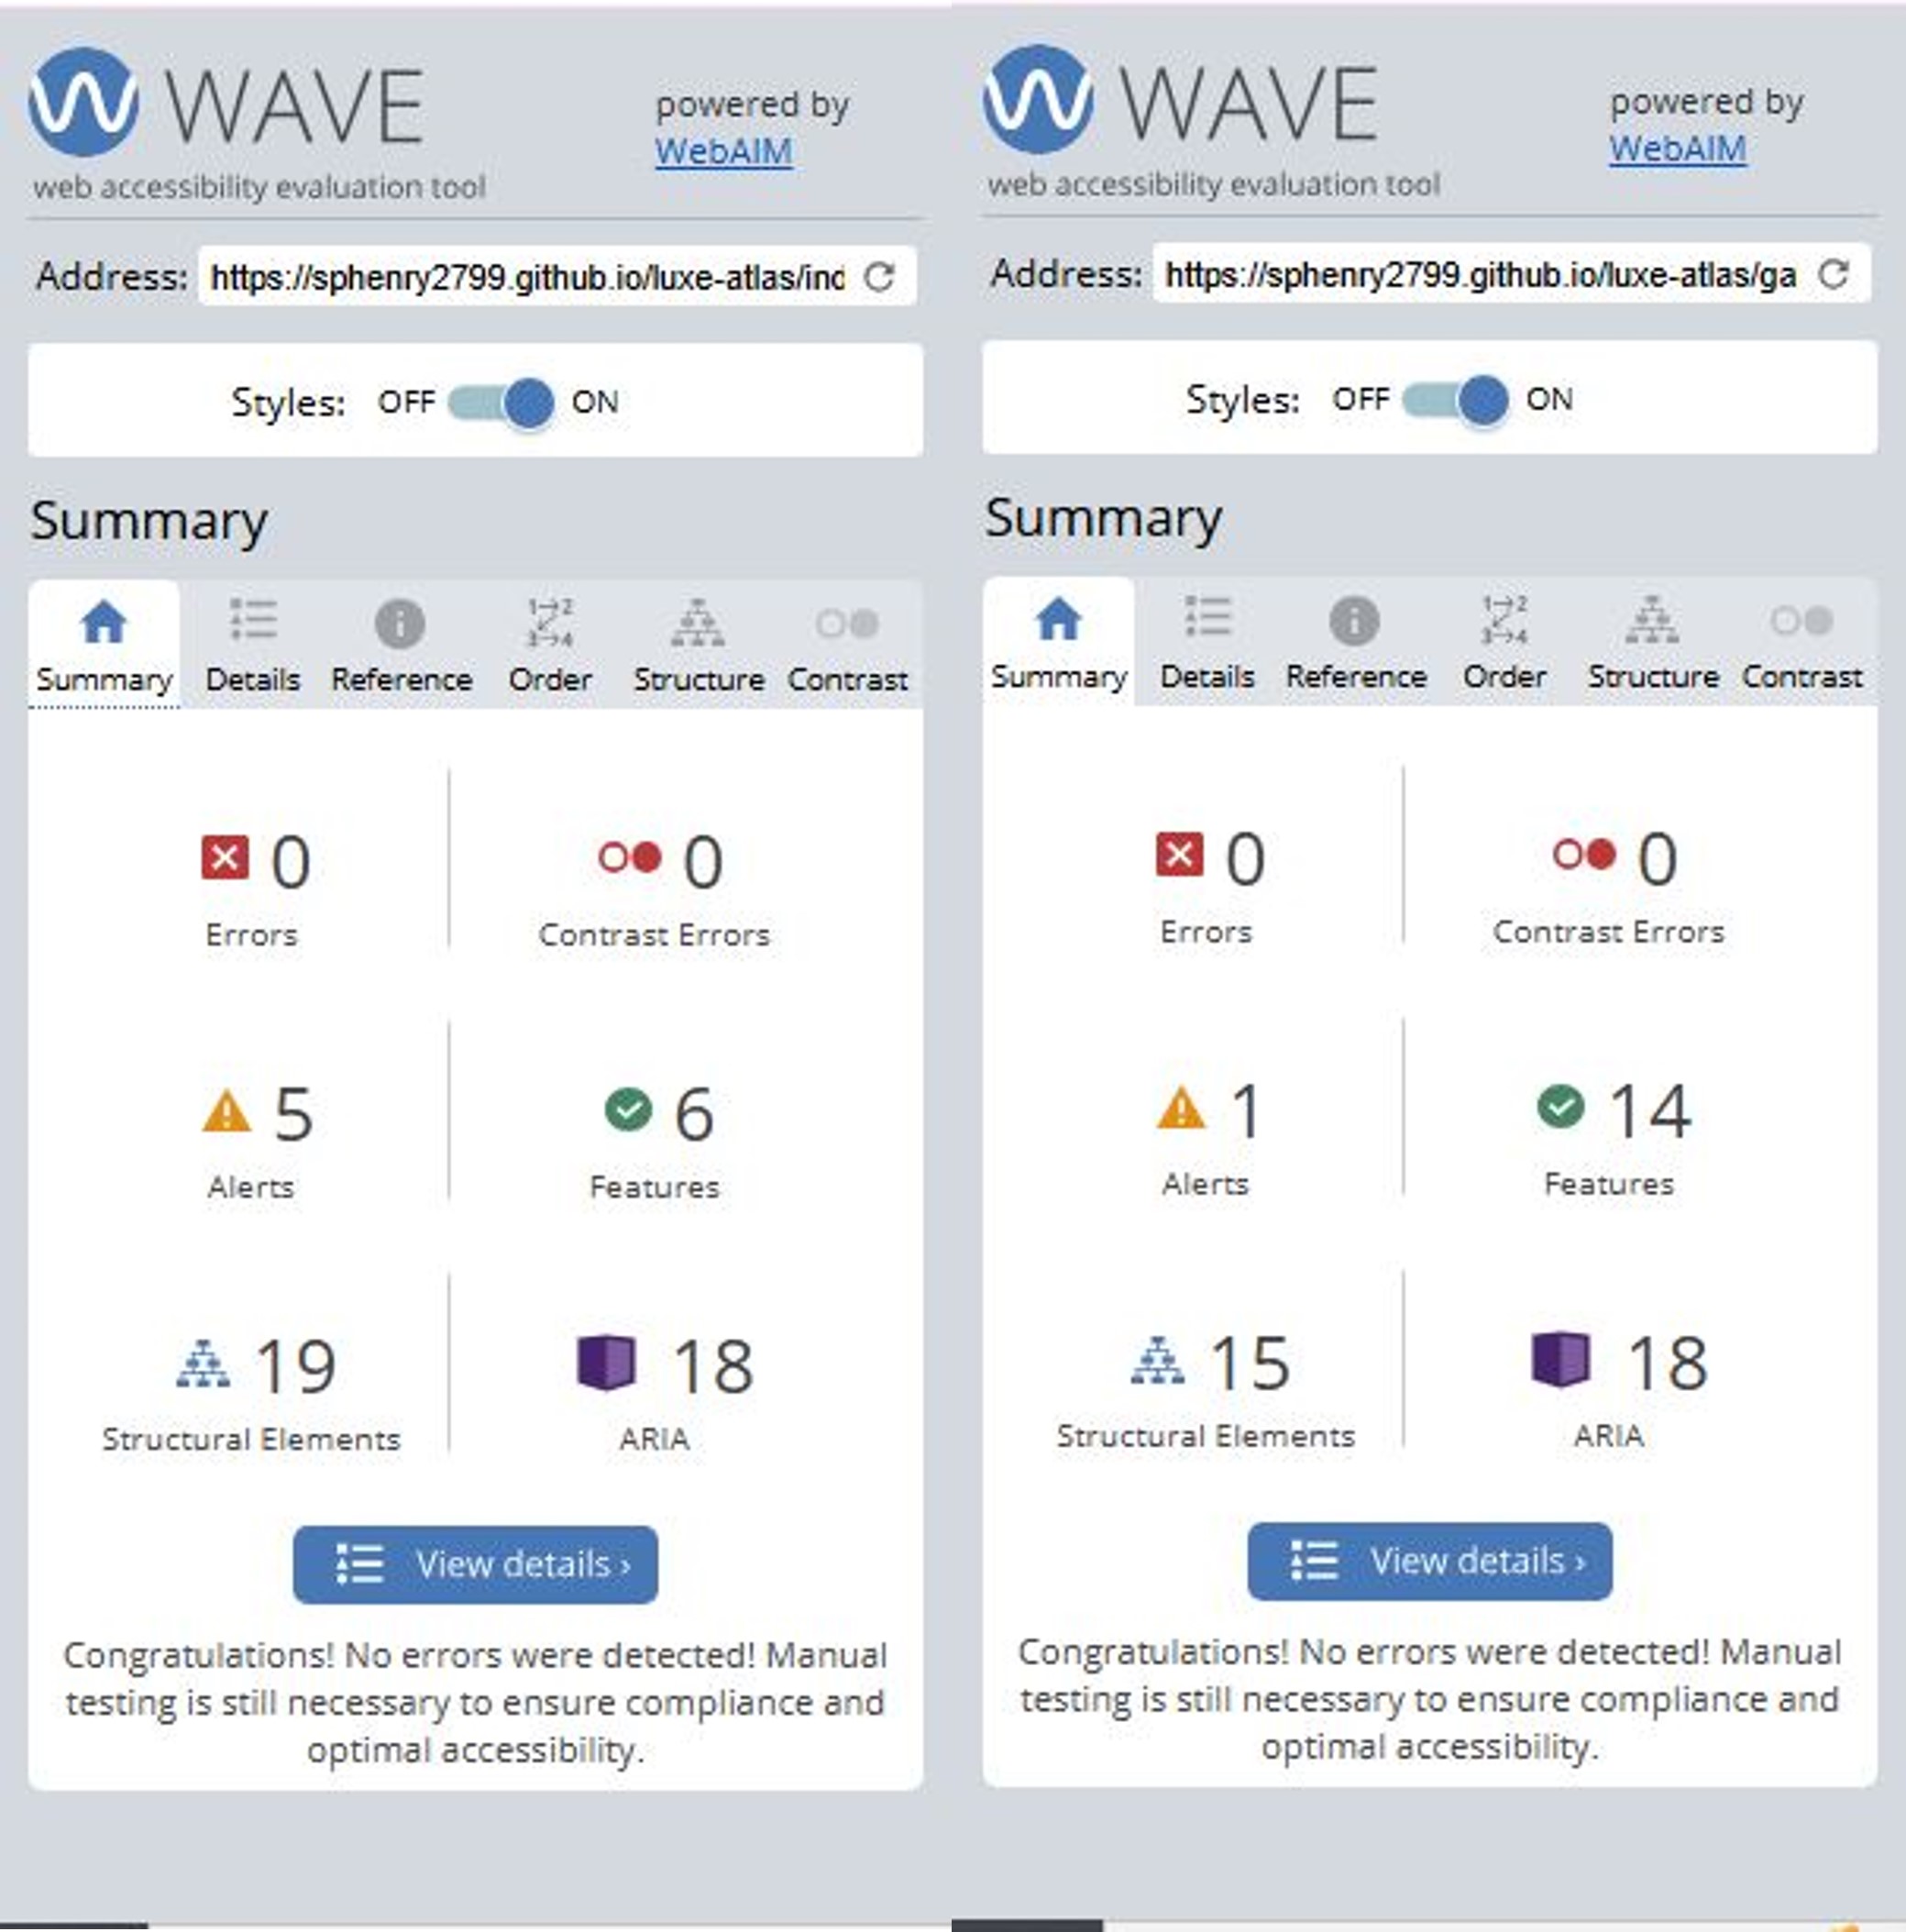 WAVE
powered by
WebAIM
web accessibility evaluation tool
Address: https://sphenry2799.github.io/luxe-atlas/ind
Styles: OFF ON
Summary
Summary Details Reference Order Structure Contrast
0 0
Errors Contrast Errors
5 6
Alerts Features
19 18
Structural Elements ARIA
View details ›
Congratulations! No errors were detected! Manual
testing is still necessary to ensure compliance and
optimal accessibility.
WAVE
powered by
WebAIM
web accessibility evaluation tool
Address: https://sphenry2799.github.io/luxe-atlas/ga
Styles: OFF ON
Summary
Summary Details Reference Order Structure Contrast
0 0
Errors Contrast Errors
1 14
Alerts Features
15 18
Structural Elements ARIA
View details ›
Congratulations! No errors were detected! Manual
testing is still necessary to ensure compliance and
optimal accessibility.